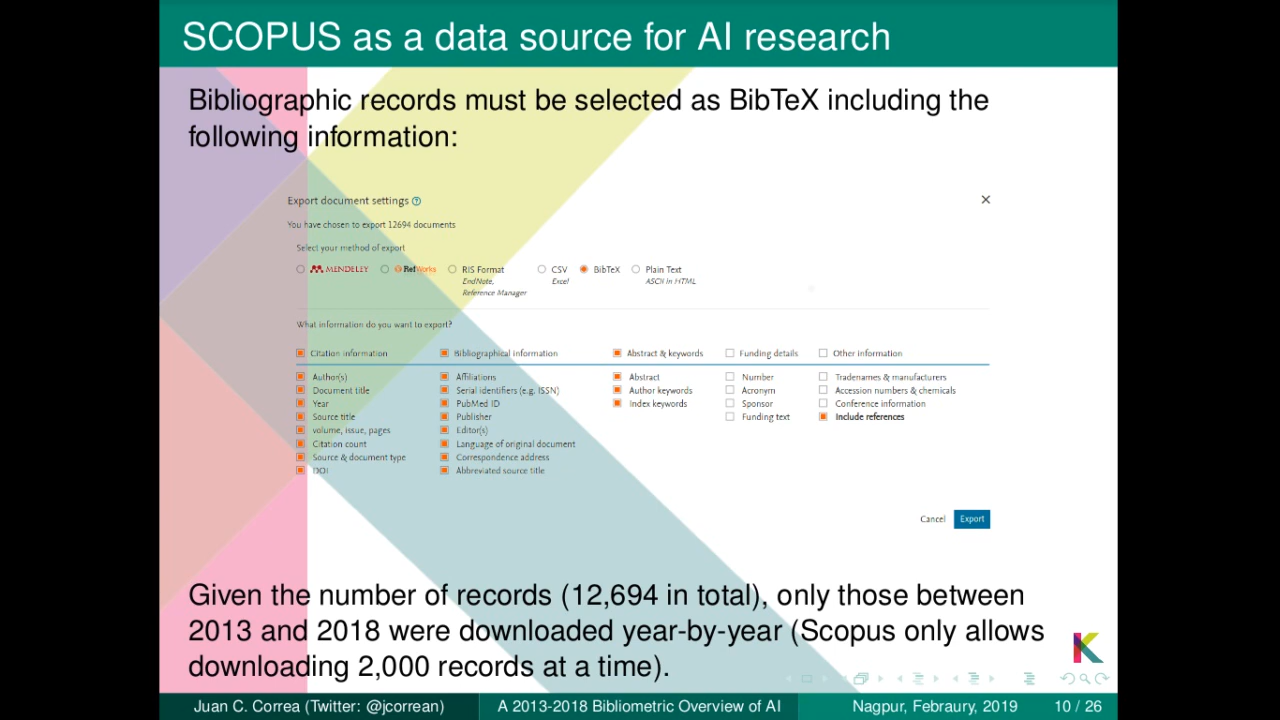 SCOPUS as a data source for AI research
Bibliographic records must be selected as BibTeX including the
following information:
Export document settings ?
You have chosen to export 12694 documents
Select your method of export
MENDELEY RefWorks RIS Format CSV BibTeX Plain Text
EndNote, Excel ASCII in HTML
Reference Manager
What information do you want to export?
Citation information Bibliographical information Abstract & keywords Funding details Other information
Author(s) Affiliations Abstract Number Tradenames & manufacturers
Document title Serial identifiers (e.g. ISSN) Author keywords Acronym Accession numbers & chemicals
Year PubMed ID Index keywords Sponsor Conference information
Source title Publisher Funding text Include references
volume, issue, pages Editor(s)
Citation count Language of original document
Source & document type Correspondence address
DOI Abbreviated source title
Cancel Export
Given the number of records (12,694 in total), only those between
2013 and 2018 were downloaded year-by-year (Scopus only allows
downloading 2,000 records at a time).
K
Juan C. Correa (Twitter: @jcorrean) A 2013-2018 Bibliometric Overview of AI Nagpur, Febraury, 2019 10 / 26